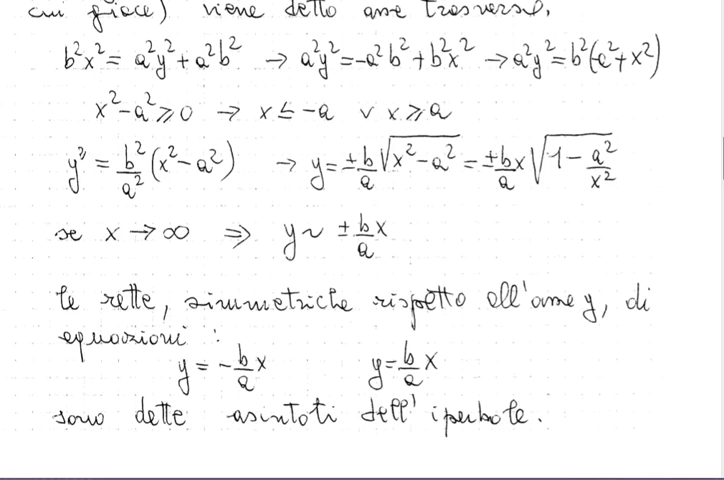 cui giace) viene detto asse trasverso,
b²x² = a²y² + a²b² → a²y² = -a²b² + b²x² → a²y² = b²(-a² + x²)
x² - a² ⩾ 0 → x ≤ -a ∨ x ⩾ a
y² = b²/a² (x² - a²) → y = ±b/a √(x² - a²) = ±b/a x √(1 - a²/x²)
se x → ∞ ⇒ y ~ ±b/a x
le rette, simmetriche rispetto all'asse y, di
equazioni :
y = -b/a x y = b/a x
sono dette asintoti dell'iperbole.